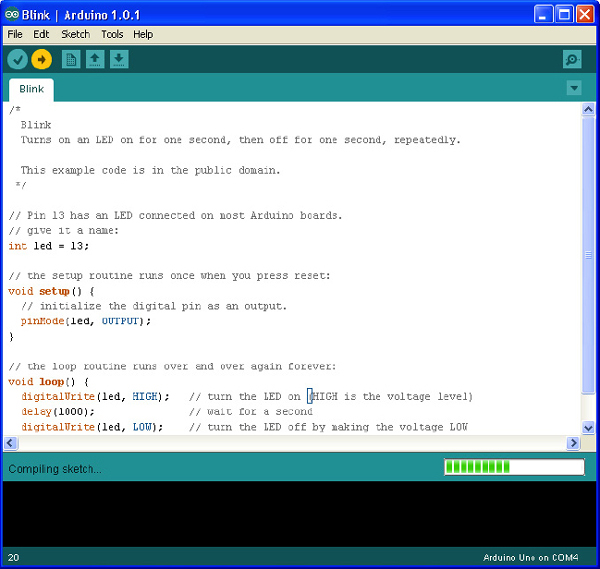 Blink | Arduino 1.0.1
File Edit Sketch Tools Help
Blink
/*
  Blink
  Turns on an LED on for one second, then off for one second, repeatedly.

  This example code is in the public domain.
 */

// Pin 13 has an LED connected on most Arduino boards.
// give it a name:
int led = 13;

// the setup routine runs once when you press reset:
void setup() {
  // initialize the digital pin as an output.
  pinMode(led, OUTPUT);
}

// the loop routine runs over and over again forever:
void loop() {
  digitalWrite(led, HIGH);   // turn the LED on (HIGH is the voltage level)
  delay(1000);               // wait for a second
  digitalWrite(led, LOW);    // turn the LED off by making the voltage LOW
Compiling sketch...
20
Arduino Uno on COM4